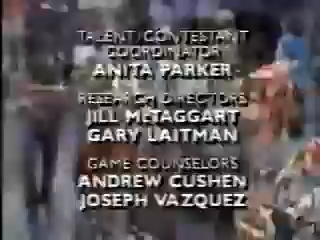 TALENT/CONTESTANT
COORDINATOR
ANITA PARKER
RESEARCH DIRECTORS
JILL McTAGGART
GARY LAITMAN
GAME COUNSELORS
ANDREW CUSHEN
JOSEPH VAZQUEZ